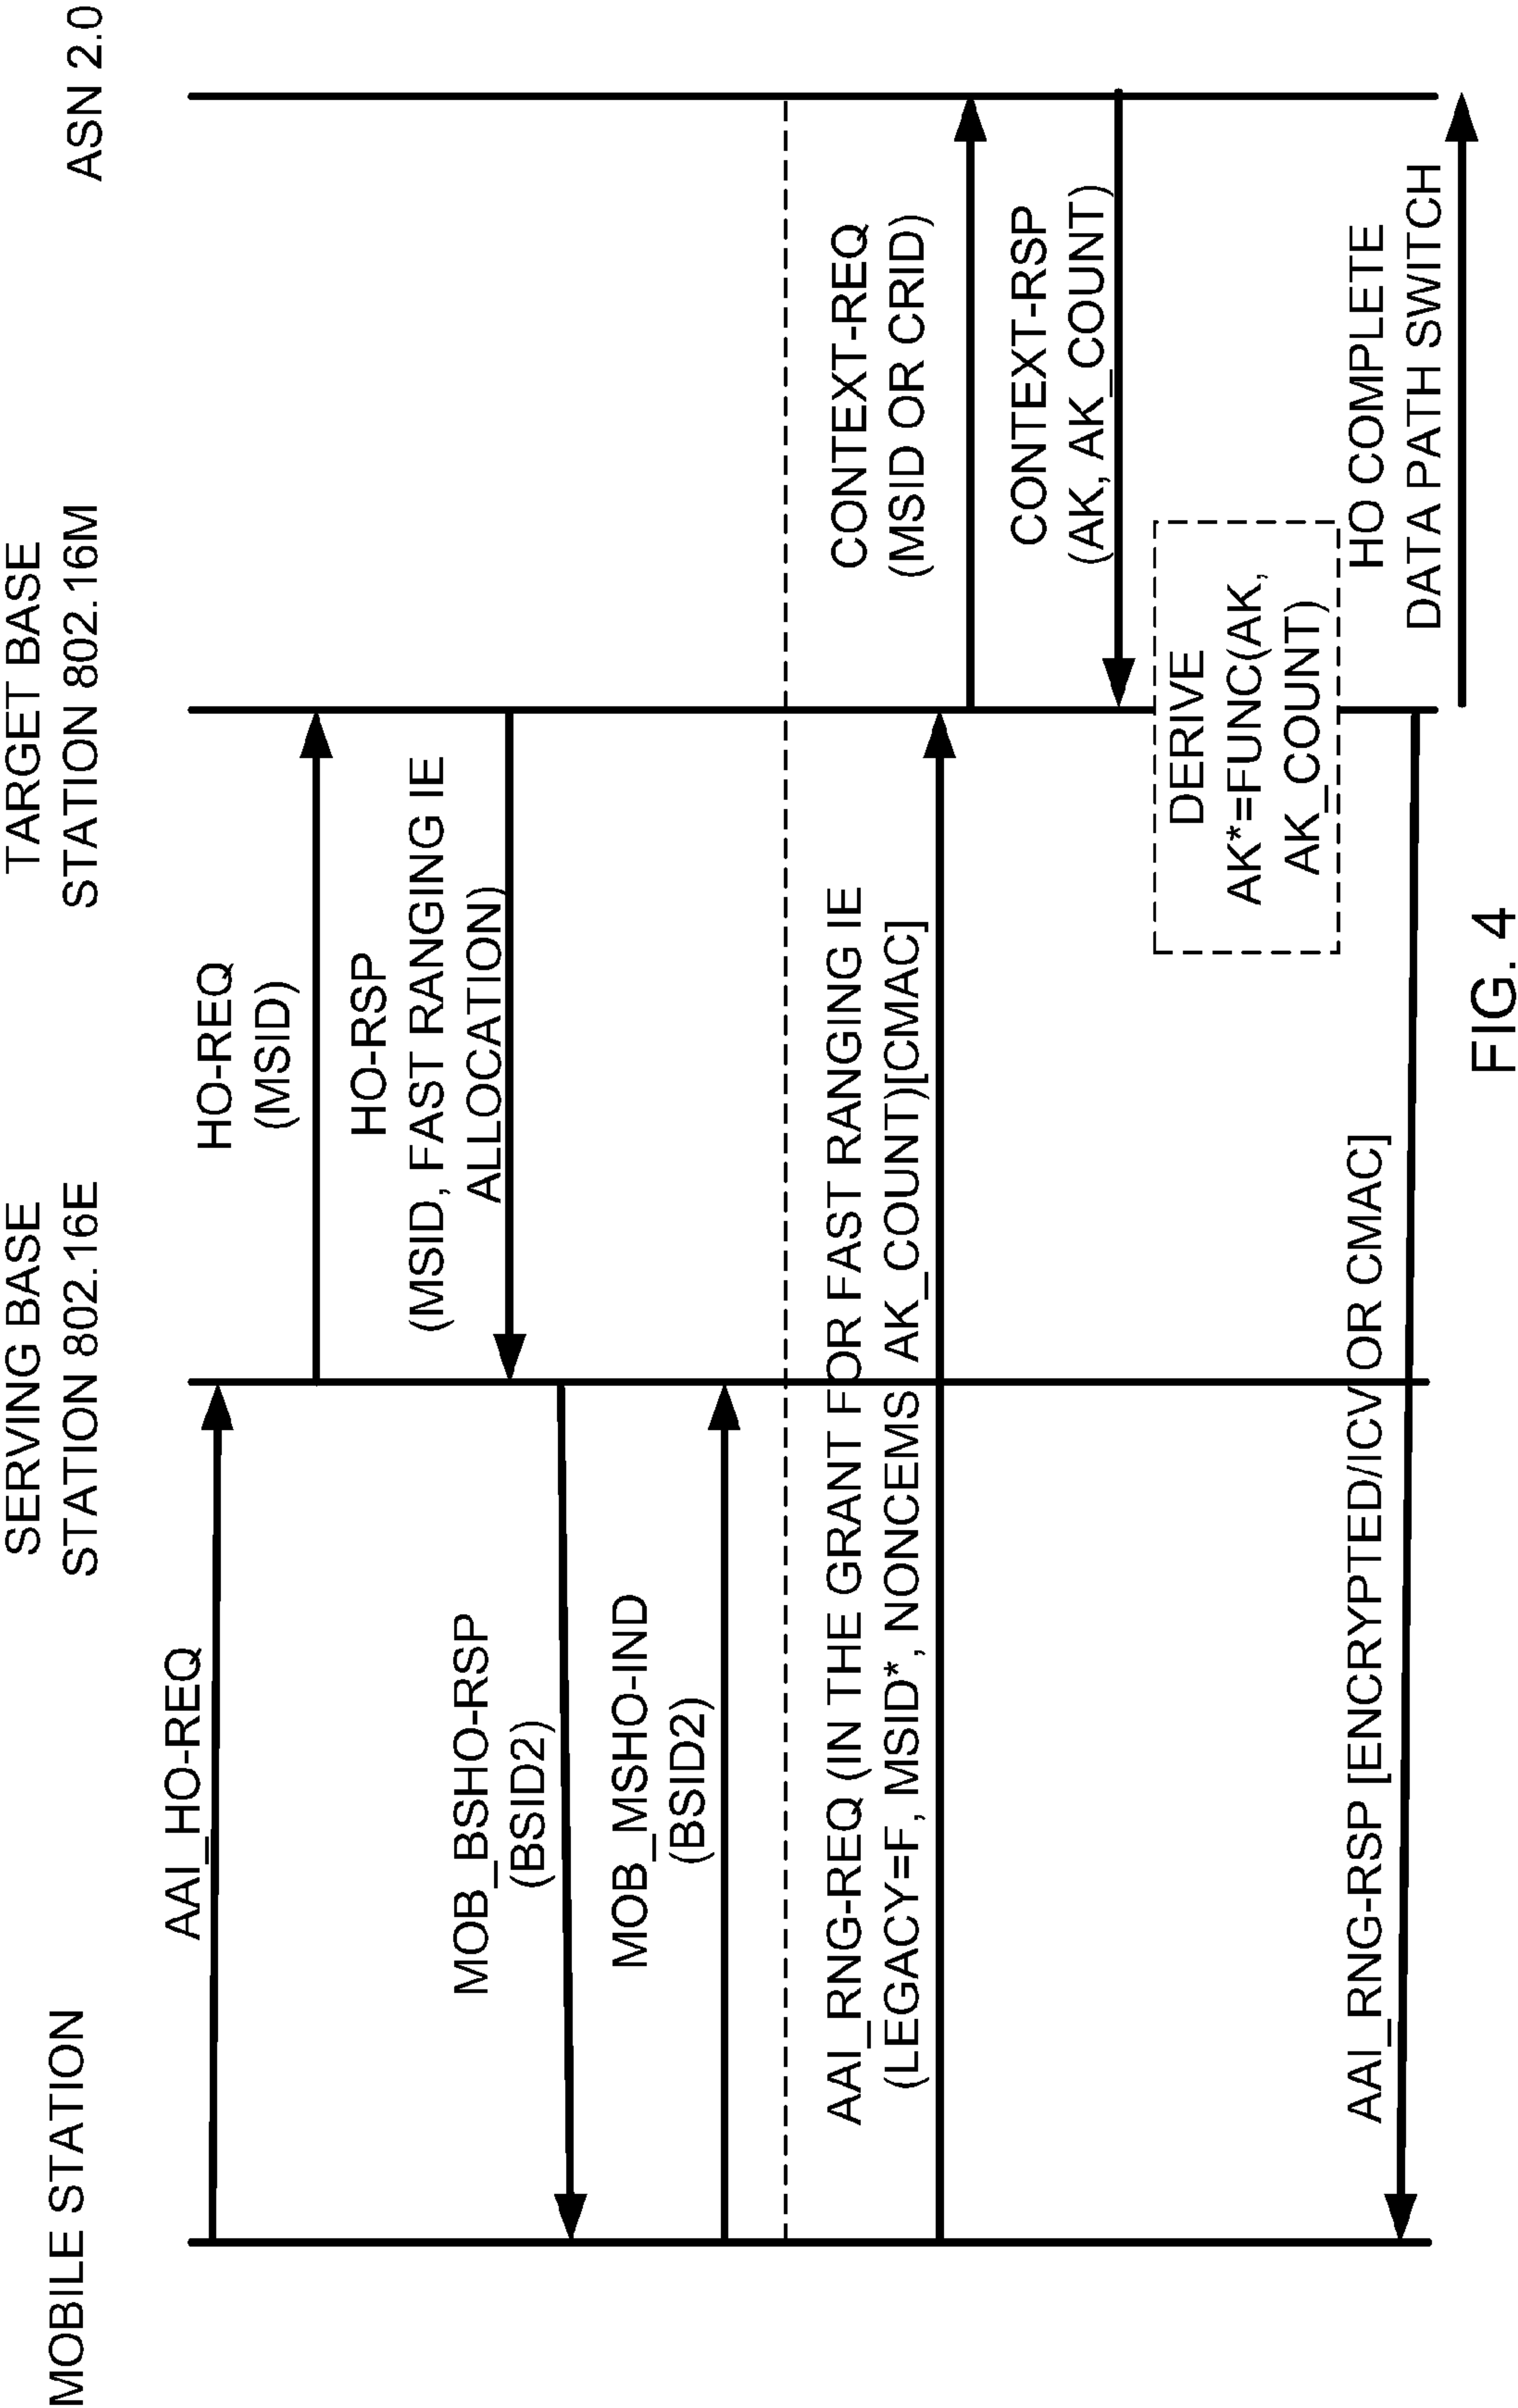 MOBILE STATION
SERVING BASE
STATION 802.16E
TARGET BASE
STATION 802.16M
ASN 2.0
AAI_HO-REQ
HO-REQ
(MSID)
HO-RSP
(MSID, FAST RANGING IE
ALLOCATION)
MOB_BSHO-RSP
(BSID2)
MOB_MSHO-IND
(BSID2)
AAI_RNG-REQ (IN THE GRANT FOR FAST RANGING IE
(LEGACY=F, MSID*, NONCEMS AK_COUNT)[CMAC]
CONTEXT-REQ
(MSID OR CRID)
CONTEXT-RSP
(AK, AK_COUNT)
DERIVE
AK*=FUNC(AK,
AK_COUNT)
AAI_RNG-RSP [ENCRYPTED/ICV OR CMAC]
HO COMPLETE
DATA PATH SWITCH
FIG. 4